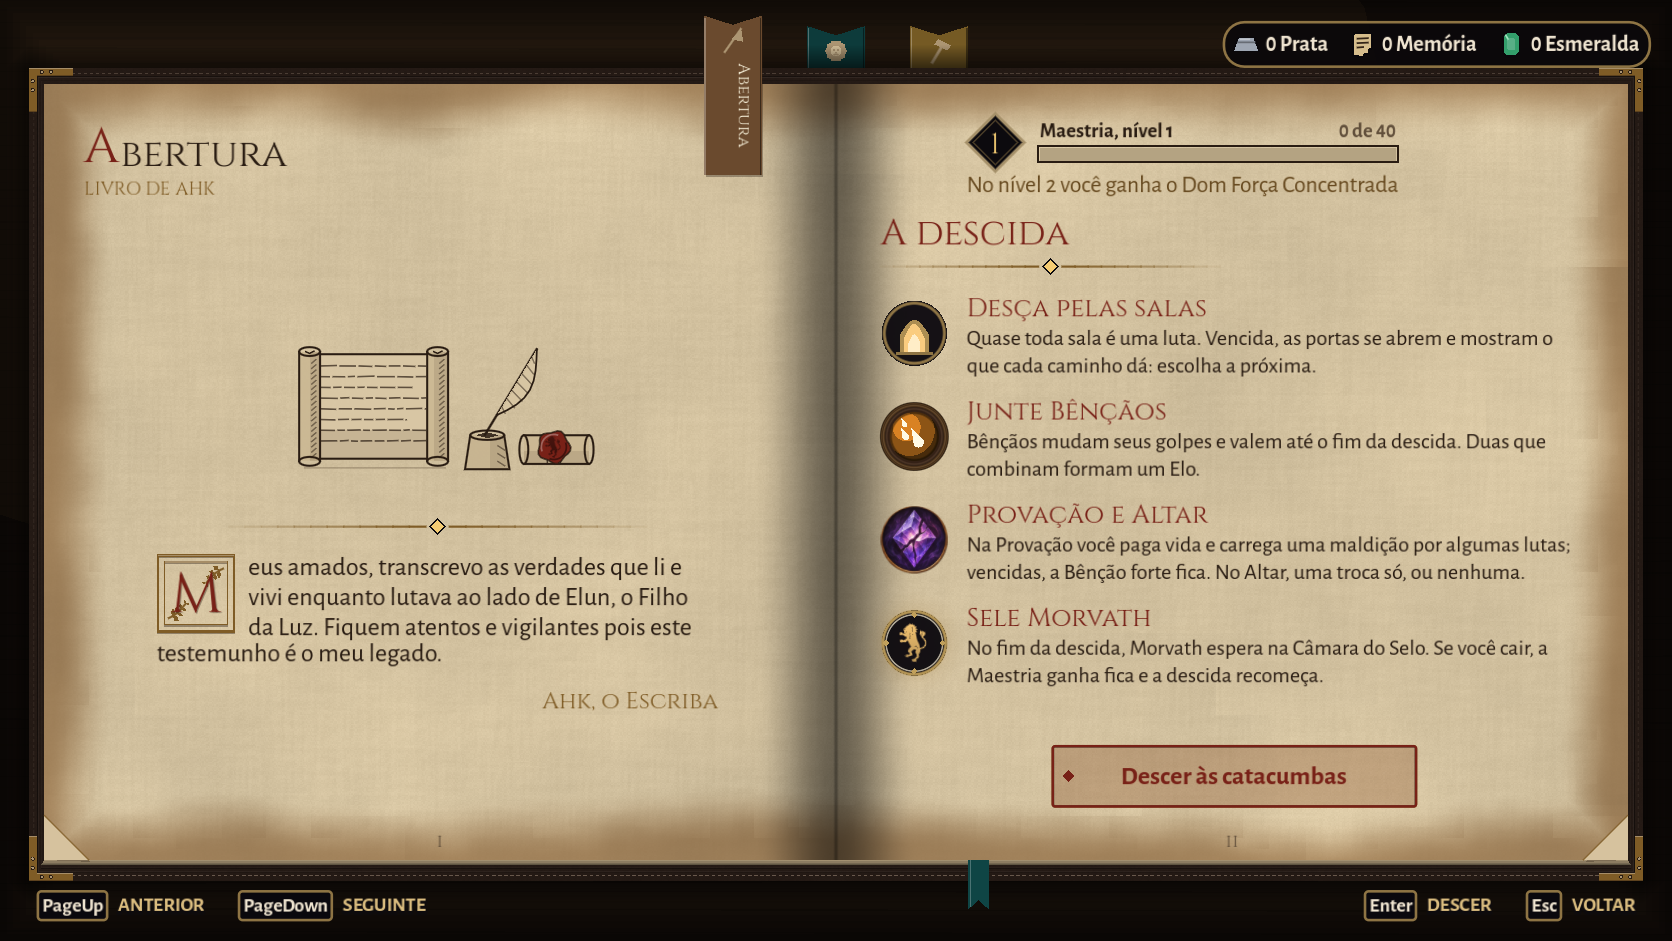 ABERTURA
0 Prata
0 Memória
0 Esmeralda
ABERTURA
LIVRO DE AHK
M
eus amados, transcrevo as verdades que li e
vivi enquanto lutava ao lado de Elun, o Filho
da Luz. Fiquem atentos e vigilantes pois este
testemunho é o meu legado.
AHK, O ESCRIBA
I
1
Maestria, nível 1
0 de 40
No nível 2 você ganha o Dom Força Concentrada
A DESCIDA
DESÇA PELAS SALAS
Quase toda sala é uma luta. Vencida, as portas se abrem e mostram o
que cada caminho dá: escolha a próxima.
JUNTE BÊNÇÃOS
Bênçãos mudam seus golpes e valem até o fim da descida. Duas que
combinam formam um Elo.
PROVAÇÃO E ALTAR
Na Provação você paga vida e carrega uma maldição por algumas lutas;
vencidas, a Bênção forte fica. No Altar, uma troca só, ou nenhuma.
SELE MORVATH
No fim da descida, Morvath espera na Câmara do Selo. Se você cair, a
Maestria ganha fica e a descida recomeça.
Descer às catacumbas
II
PageUp ANTERIOR
PageDown SEGUINTE
Enter DESCER
Esc VOLTAR